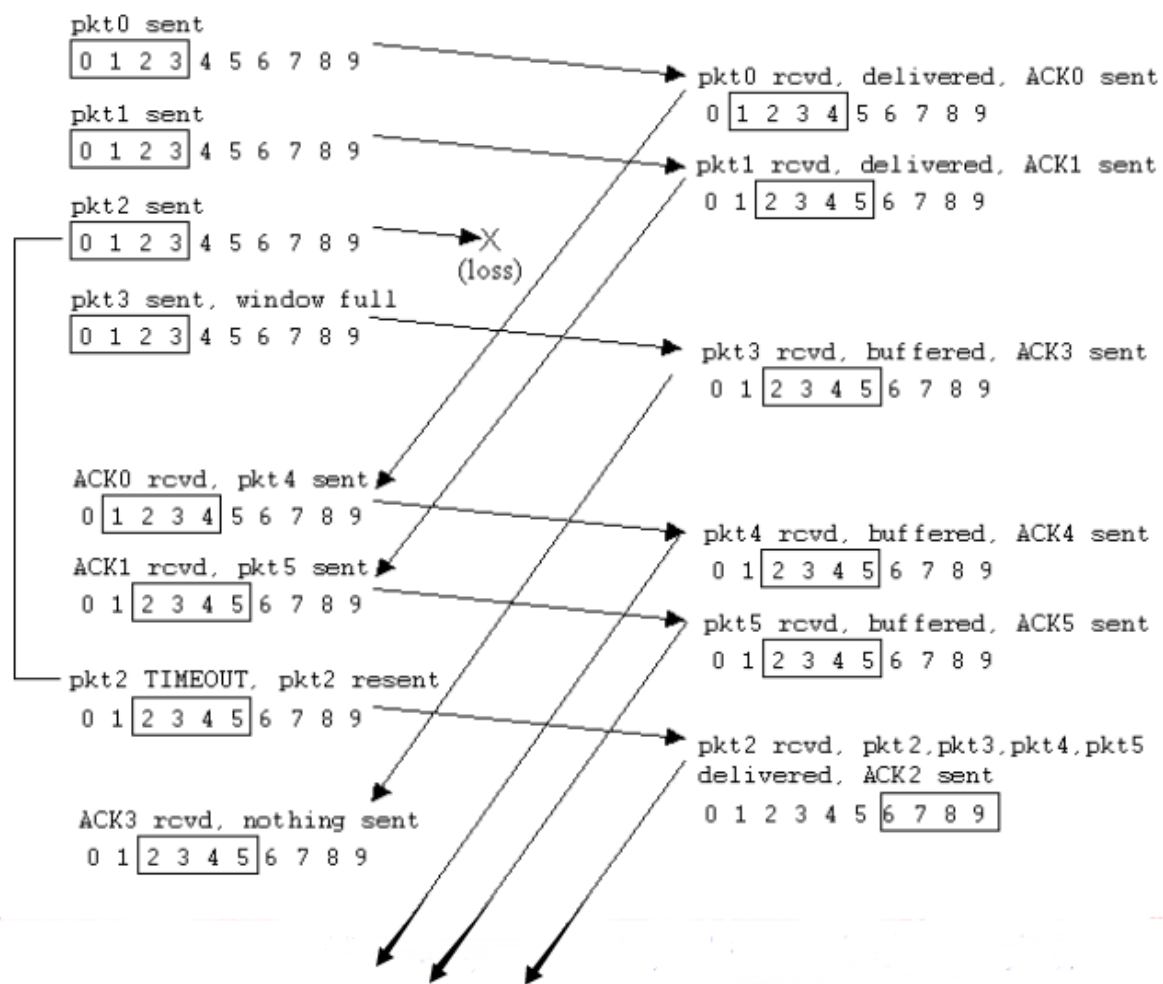 pkt0 sent
0 1 2 3 4 5 6 7 8 9
pkt1 sent
0 1 2 3 4 5 6 7 8 9
pkt2 sent
0 1 2 3 4 5 6 7 8 9
(loss)
pkt3 sent, window full
0 1 2 3 4 5 6 7 8 9
ACK0 rcvd, pkt4 sent
0 1 2 3 4 5 6 7 8 9
ACK1 rcvd, pkt5 sent
0 1 2 3 4 5 6 7 8 9
pkt2 TIMEOUT, pkt2 resent
0 1 2 3 4 5 6 7 8 9
ACK3 rcvd, nothing sent
0 1 2 3 4 5 6 7 8 9
pkt0 rcvd, delivered, ACK0 sent
0 1 2 3 4 5 6 7 8 9
pkt1 rcvd, delivered, ACK1 sent
0 1 2 3 4 5 6 7 8 9
pkt3 rcvd, buffered, ACK3 sent
0 1 2 3 4 5 6 7 8 9
pkt4 rcvd, buffered, ACK4 sent
0 1 2 3 4 5 6 7 8 9
pkt5 rcvd, buffered, ACK5 sent
0 1 2 3 4 5 6 7 8 9
pkt2 rcvd, pkt2,pkt3,pkt4,pkt5
delivered, ACK2 sent
0 1 2 3 4 5 6 7 8 9